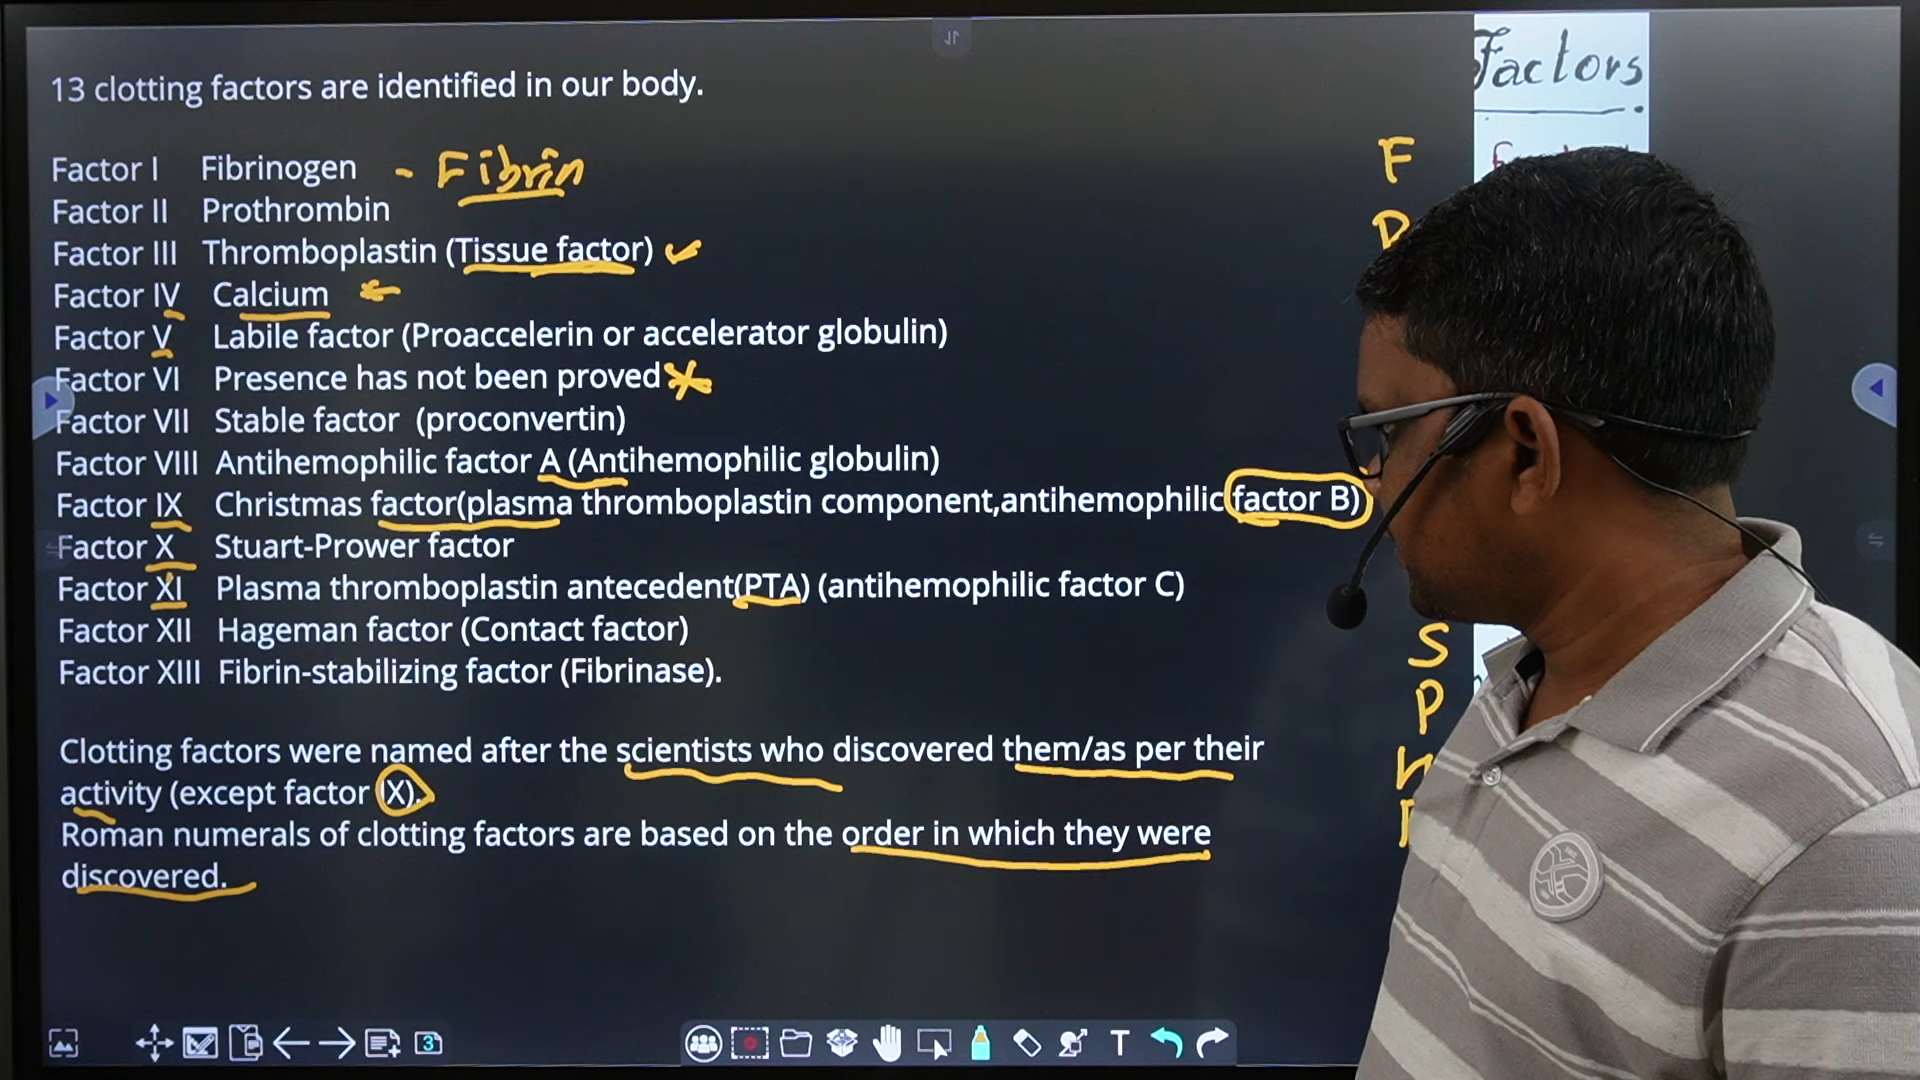 13 clotting factors are identified in our body.
Factor I Fibrinogen - Fibrin
Factor II Prothrombin
Factor III Thromboplastin (Tissue factor)
Factor IV Calcium
Factor V Labile factor (Proaccelerin or accelerator globulin)
Factor VI Presence has not been proved
Factor VII Stable factor (proconvertin)
Factor VIII Antihemophilic factor A (Antihemophilic globulin)
Factor IX Christmas factor(plasma thromboplastin component,antihemophilic factor B)
Factor X Stuart-Prower factor
Factor XI Plasma thromboplastin antecedent(PTA) (antihemophilic factor C)
Factor XII Hageman factor (Contact factor)
Factor XIII Fibrin-stabilizing factor (Fibrinase).
Clotting factors were named after the scientists who discovered them/as per their
activity (except factor IX).
Roman numerals of clotting factors are based on the order in which they were
discovered.
Factors
F
P
S
P
H
3
T